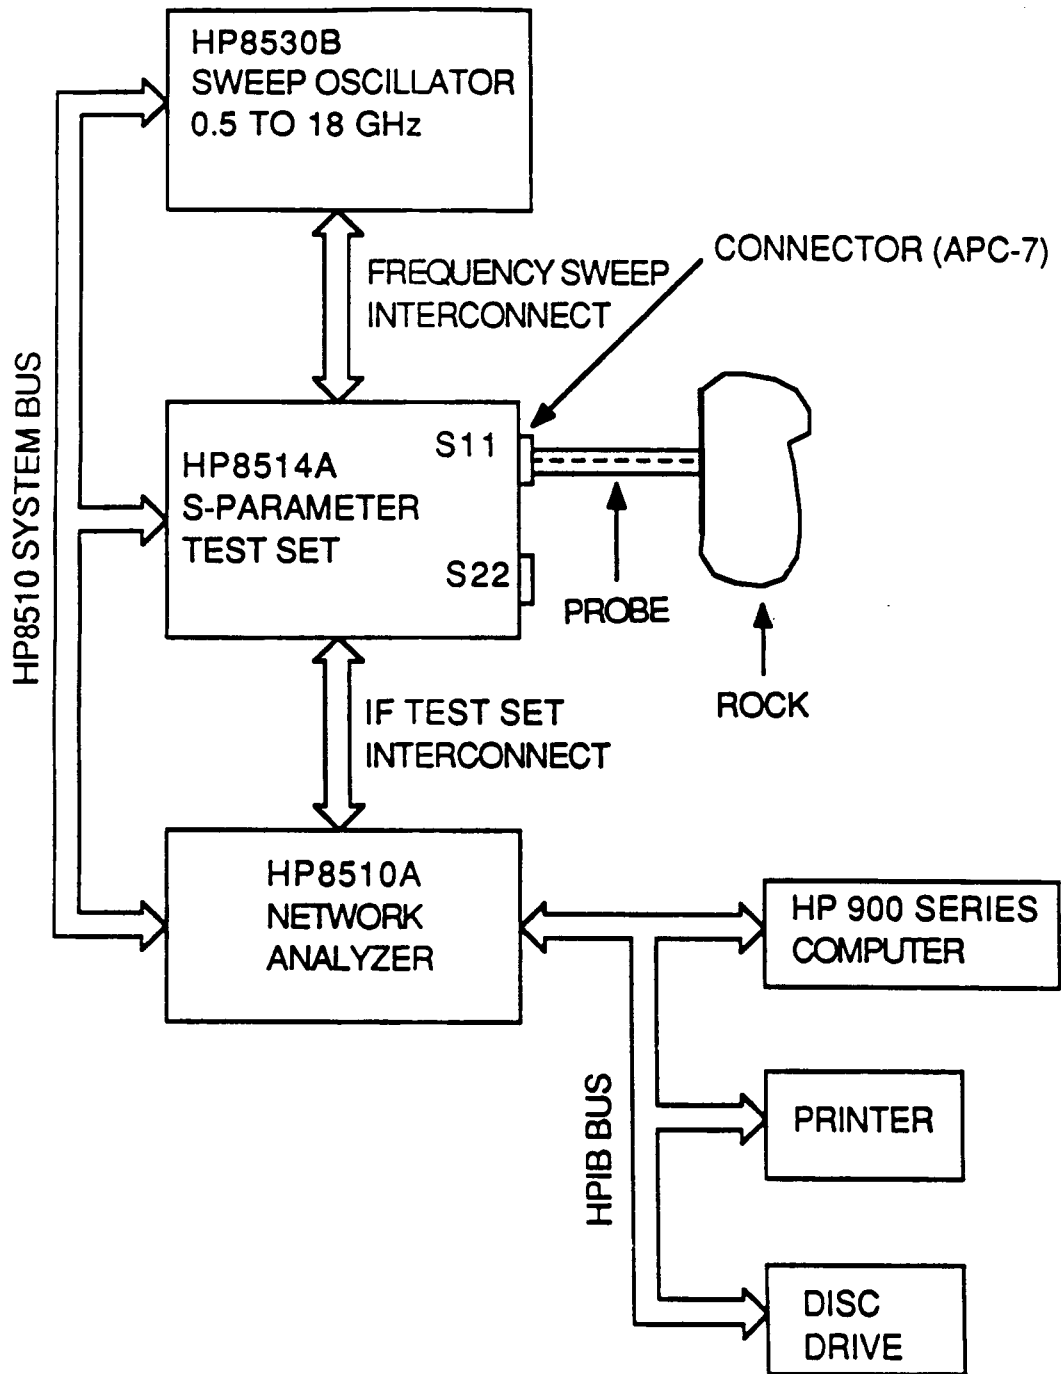 HP8530B
SWEEP OSCILLATOR
0.5 TO 18 GHz
FREQUENCY SWEEP
INTERCONNECT
CONNECTOR (APC-7)
HP8510 SYSTEM BUS
HP8514A
S-PARAMETER
TEST SET
S11
S22
PROBE
ROCK
IF TEST SET
INTERCONNECT
HP8510A
NETWORK
ANALYZER
HP 900 SERIES
COMPUTER
HPIB BUS
PRINTER
DISC
DRIVE